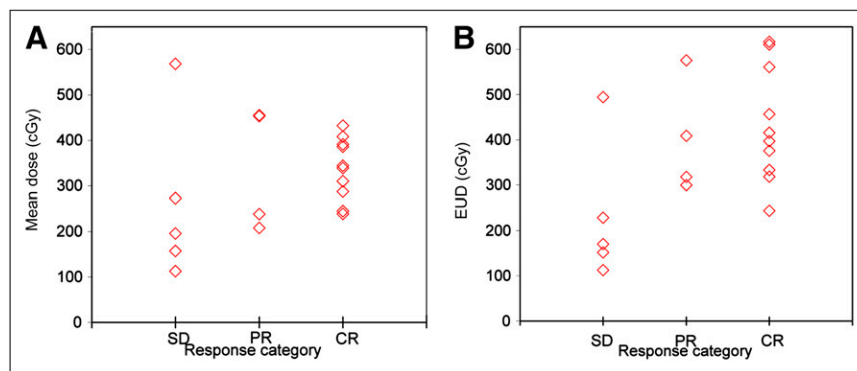 A
Mean dose (cGy)
600
500
400
300
200
100
0
SD PR CR
Response category
B
EUD (cGy)
600
500
400
300
200
100
0
SD PR CR
Response category